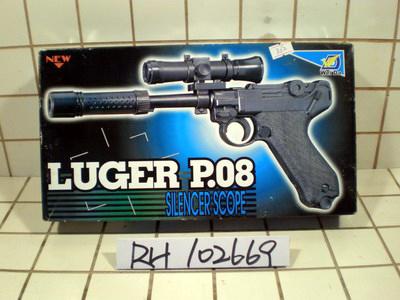 NEW
LUGER P.08
SILENCER SCOPE
RH 102669